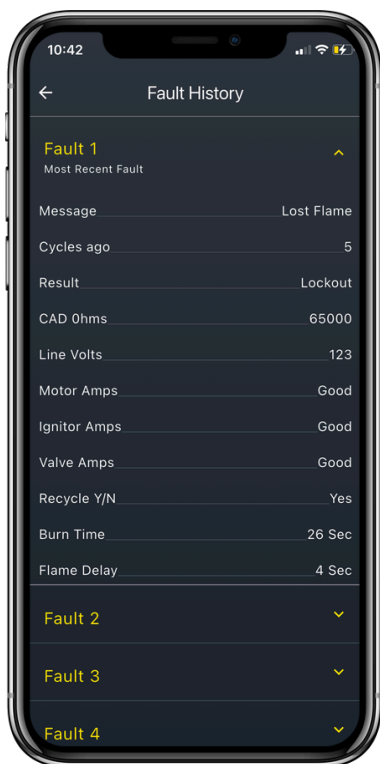 10:42
Fault History
Fault 1
Most Recent Fault
Message Lost Flame
Cycles ago 5
Result Lockout
CAD 0hms 65000
Line Volts 123
Motor Amps Good
Ignitor Amps Good
Valve Amps Good
Recycle Y/N Yes
Burn Time 26 Sec
Flame Delay 4 Sec
Fault 2
Fault 3
Fault 4